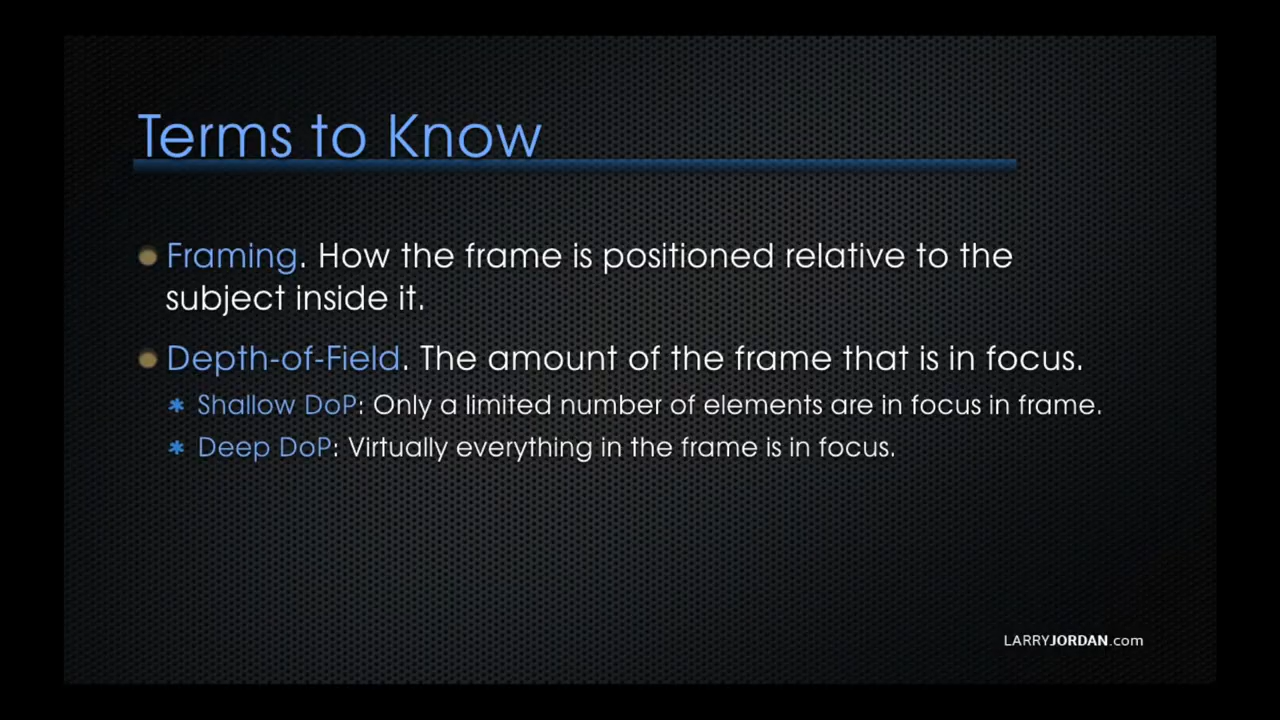 Terms to Know
Framing. How the frame is positioned relative to the
subject inside it.
Depth-of-Field. The amount of the frame that is in focus.
* Shallow DoP: Only a limited number of elements are in focus in frame.
* Deep DoP: Virtually everything in the frame is in focus.
LARRYJORDAN.com